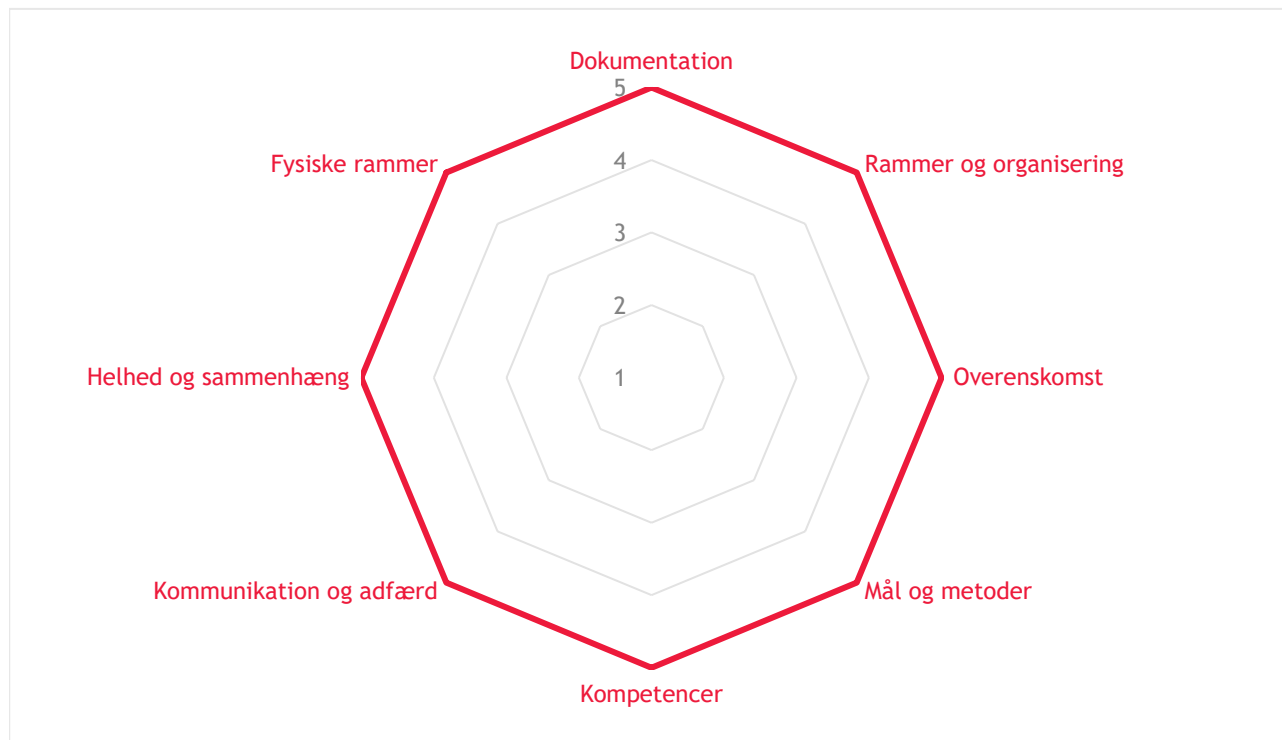 Dokumentation
5
Fysiske rammer
4
Rammer og organisering
3
2
Helhed og sammenhæng
1
Overenskomst
Kommunikation og adfærd
Mål og metoder
Kompetencer